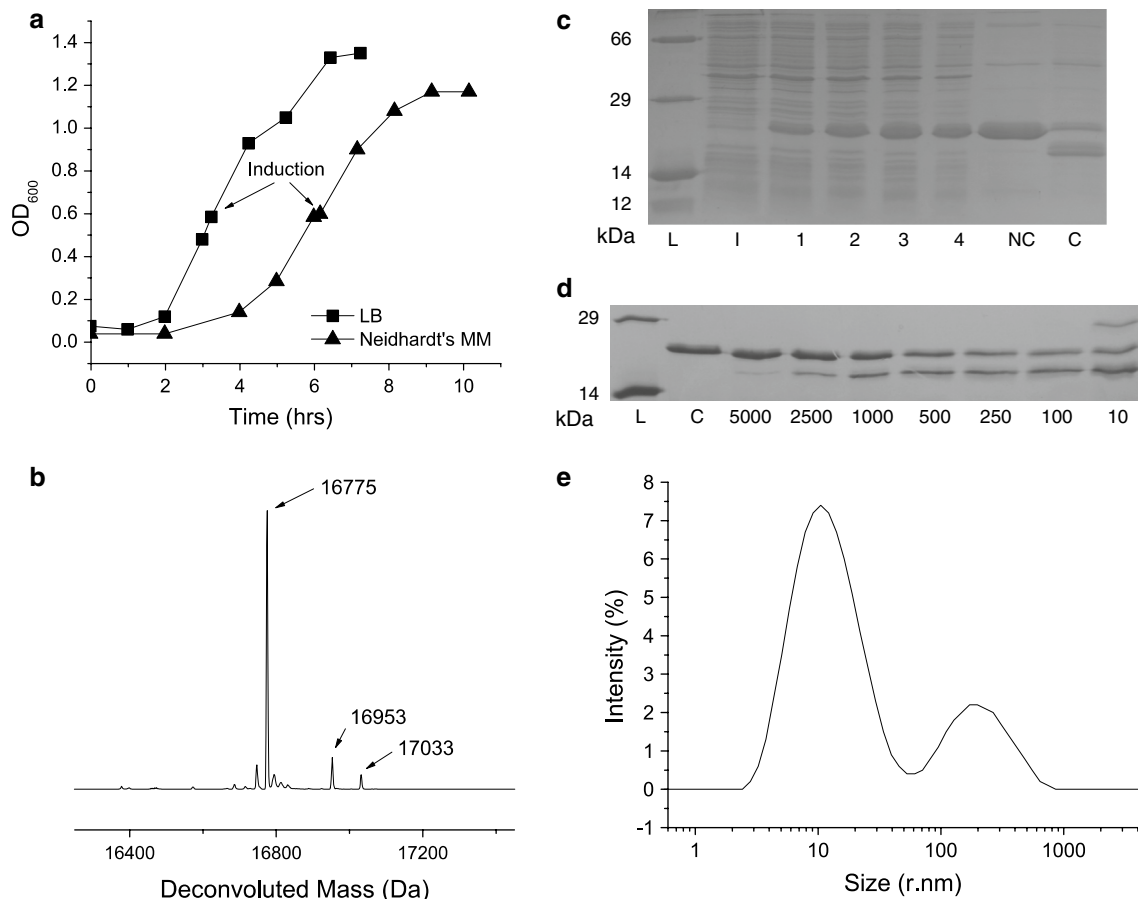 a
1.4
1.2
1.0
0.8
0.6
0.4
0.2
0.0
OD600
Induction
LB
Neidhardt's MM
0 2 4 6 8 10
Time (hrs)
b
16775
16953
17033
16400 16800 17200
Deconvoluted Mass (Da)
c
66
29
14
12
kDa L I 1 2 3 4 NC C
d
29
14
kDa L C 5000 2500 1000 500 250 100 10
e
8
7
6
5
4
3
2
1
0
-1
Intensity (%)
1 10 100 1000
Size (r.nm)